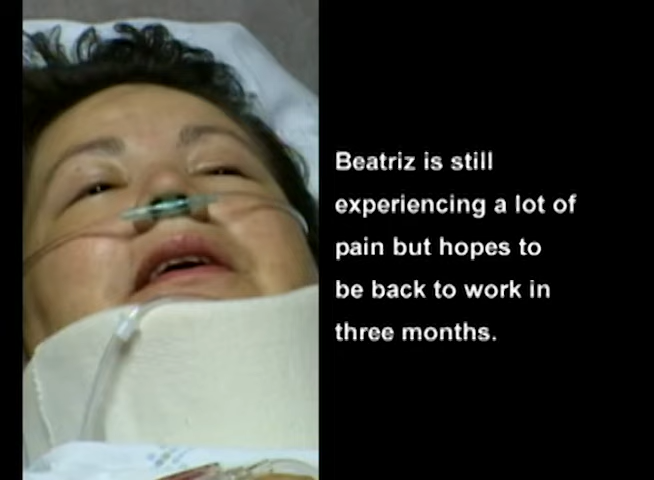 Beatriz is still
experiencing a lot of
pain but hopes to
be back to work in
three months.